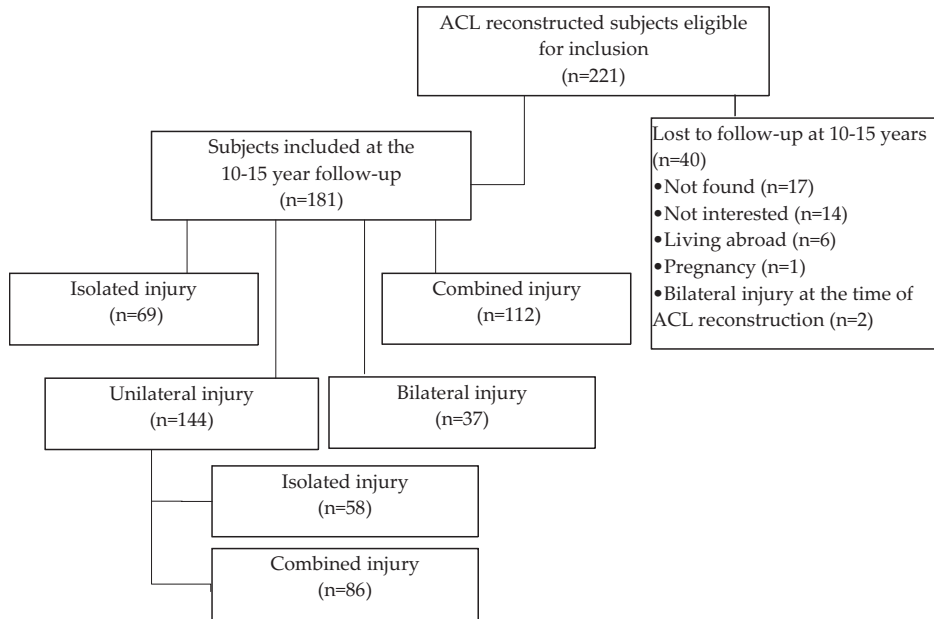 ACL reconstructed subjects eligible
for inclusion
(n=221)
Lost to follow-up at 10-15 years
(n=40)
•Not found (n=17)
•Not interested (n=14)
•Living abroad (n=6)
•Pregnancy (n=1)
•Bilateral injury at the time of
ACL reconstruction (n=2)
Subjects included at the
10-15 year follow-up
(n=181)
Isolated injury
(n=69)
Combined injury
(n=112)
Unilateral injury
(n=144)
Bilateral injury
(n=37)
Isolated injury
(n=58)
Combined injury
(n=86)